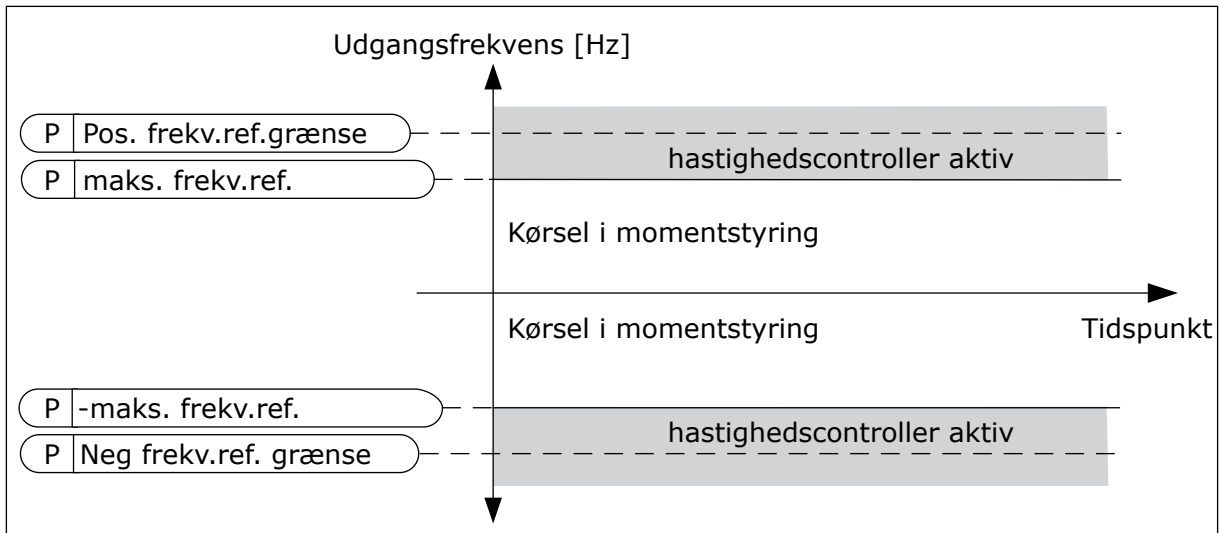 Udgangsfrekvens [Hz]
P Pos. frekv.ref.grænse
hastighedscontroller aktiv
P maks. frekv.ref.
Kørsel i momentstyring
Kørsel i momentstyring
Tidspunkt
P -maks. frekv.ref.
hastighedscontroller aktiv
P Neg frekv.ref. grænse